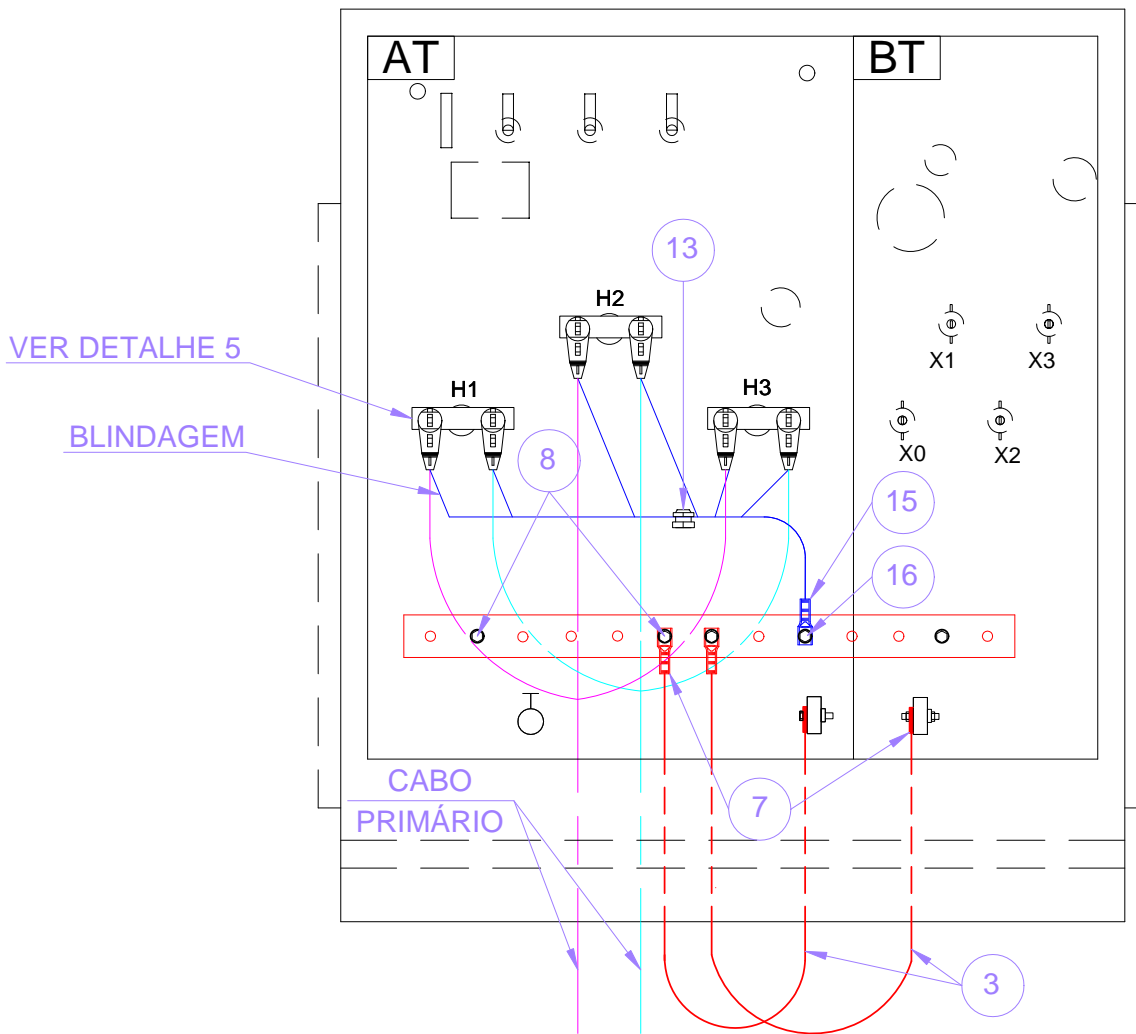 AT
BT
13
H2
VER DETALHE 5
X1
X3
H1
H3
BLINDAGEM
8
X0
X2
15
16
CABO
PRIMÁRIO
7
3